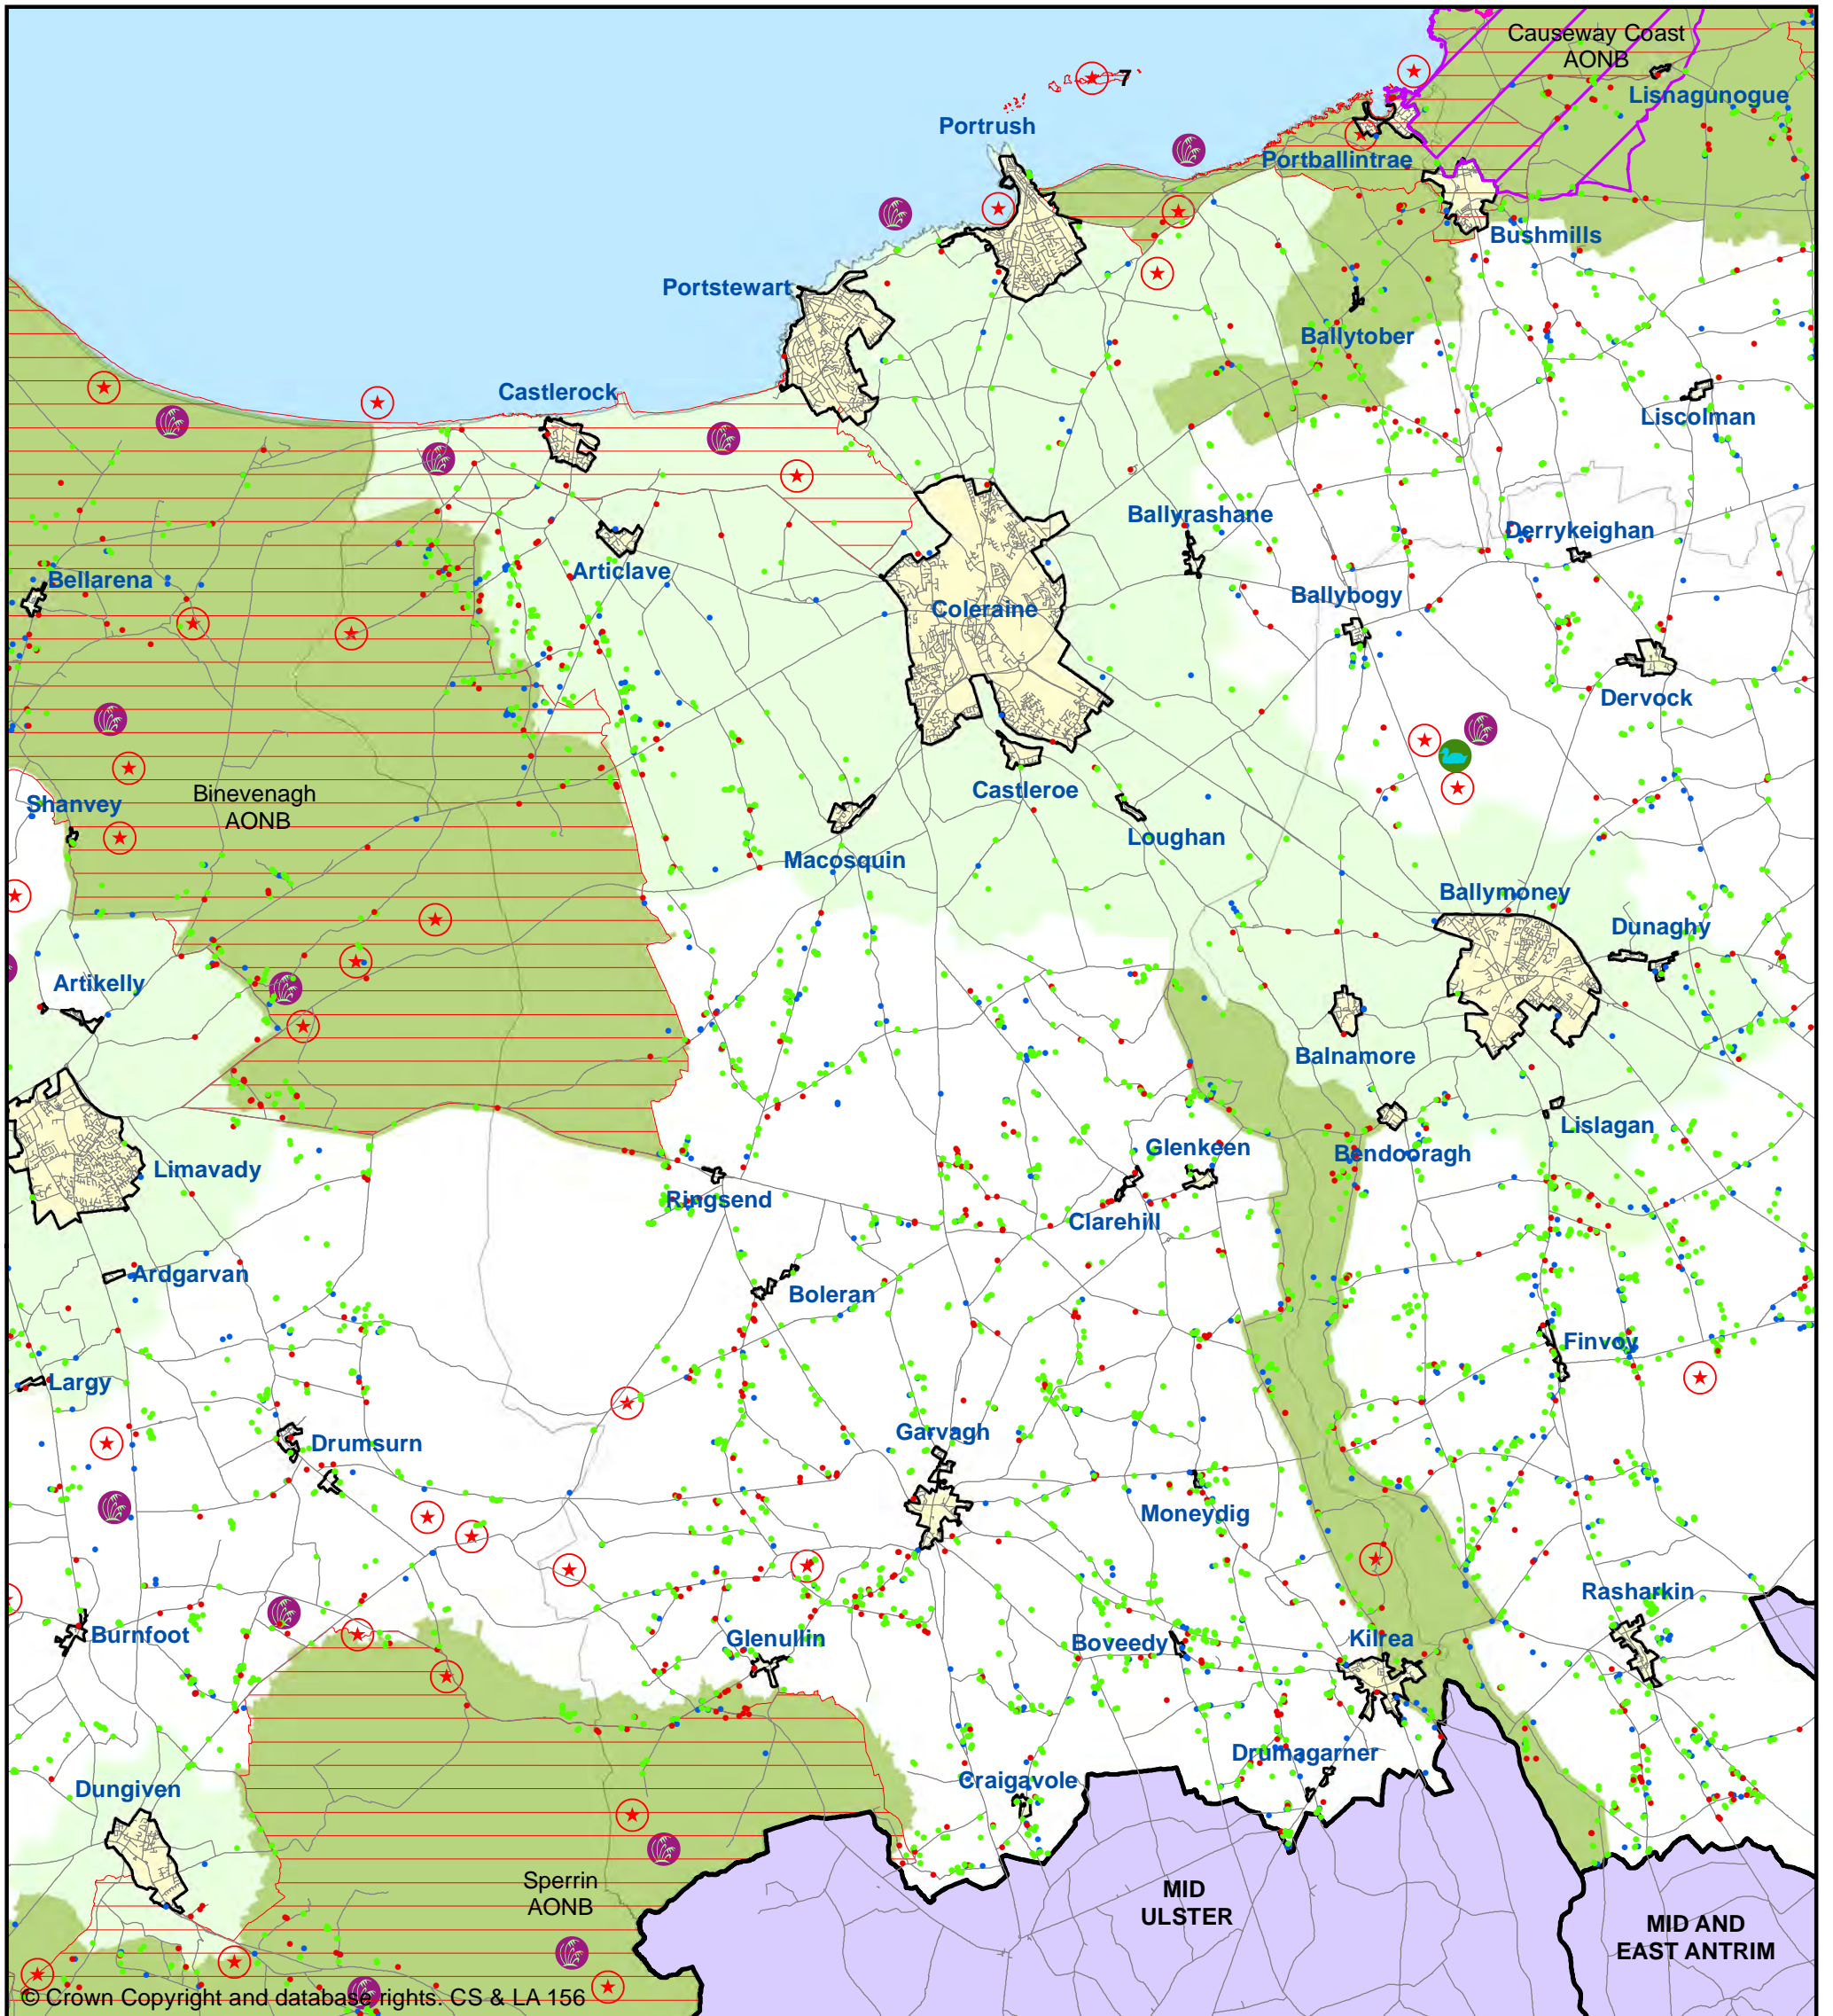 Causeway Coast
AONB
7
Lisnagunogue
Portrush
Portballintrae
Bushmills
Portstewart
Ballytober
Castlerock
Liscolman
Ballyrashane
Derrykeighan
Articlave
Bellarena
Ballybogy
Coleraine
Dervock
Castleroe
Binevenagh
AONB
Shanvey
Loughan
Macosquin
Ballymoney
Dunaghy
Artikelly
Balnamore
Lislagan
Glenkeen
Bendooragh
Limavady
Ringsend
Clarehill
Ardgarvan
Boleran
Finvoy
Largy
Garvagh
Drumsurn
Moneydig
Rasharkin
Burnfoot
Glenullin
Boveedy
Kilrea
Drumagarner
Craigavole
Dungiven
Sperrin
AONB
MID
ULSTER
MID AND
EAST ANTRIM
© Crown Copyright and database rights. CS & LA 156